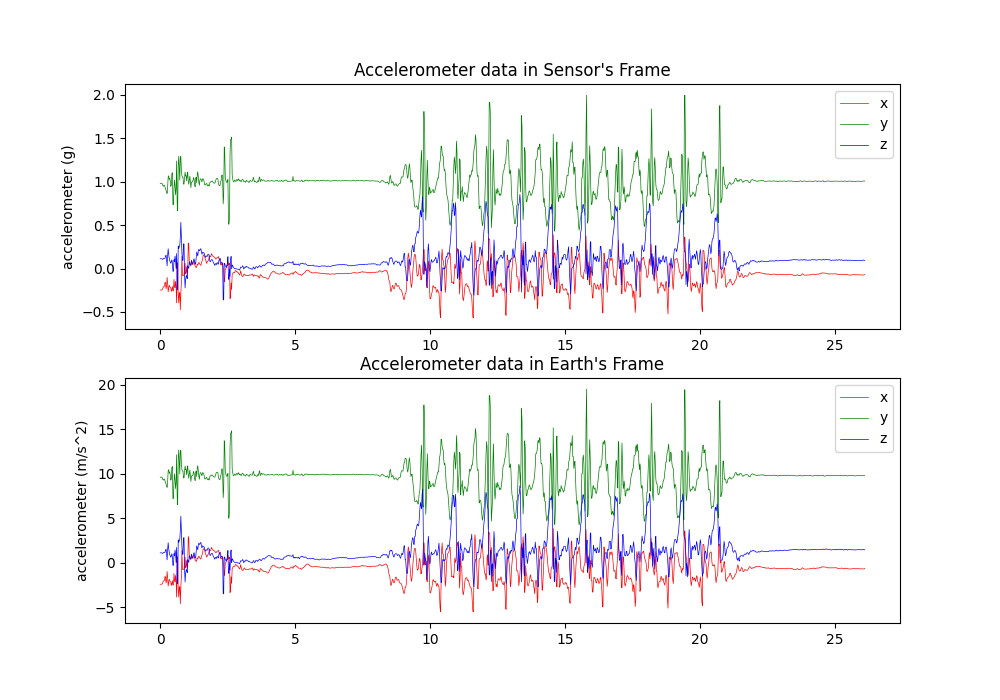 Accelerometer data in Sensor's Frame
accelerometer (g)
2.0
1.5
1.0
0.5
0.0
−0.5
x
y
z
0 5 10 15 20 25
Accelerometer data in Earth's Frame
accelerometer (m/s^2)
20
15
10
5
0
−5
x
y
z
0 5 10 15 20 25